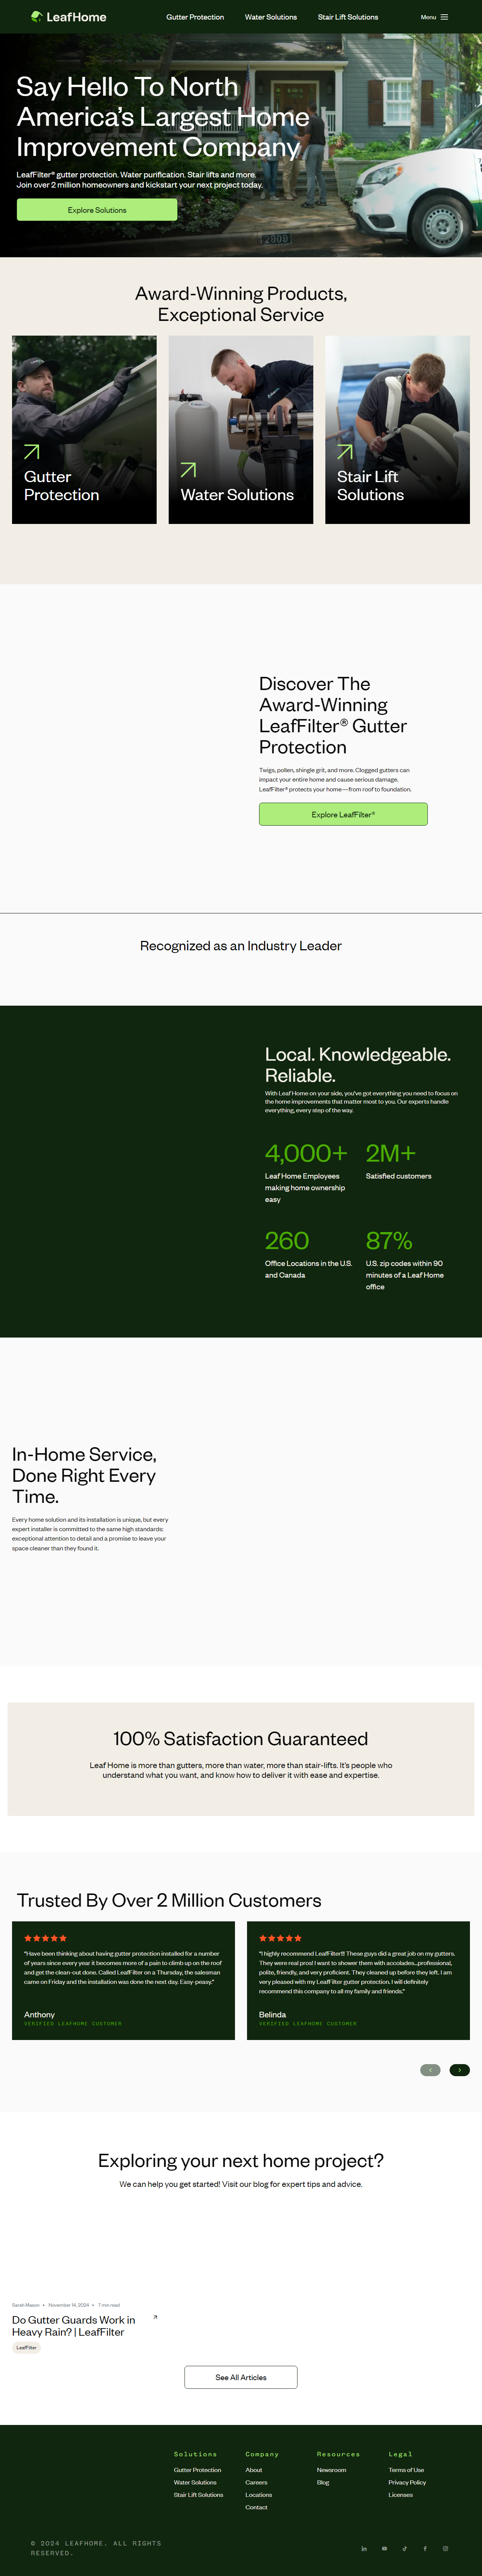 LeafHome
Gutter Protection
Water Solutions
Stair Lift Solutions
Menu
Say Hello To North
America's Largest Home
Improvement Company
LeafFilter® gutter protection. Water purification. Stair lifts and more.
Join over 2 million homeowners and kickstart your next project today.
Explore Solutions
Award-Winning Products,
Exceptional Service
Gutter
Protection
Water Solutions
Stair Lift
Solutions
Discover The
Award-Winning
LeafFilter® Gutter
Protection
Twigs, pollen, shingle grit, and more. Clogged gutters can
impact your entire home and cause serious damage.
LeafFilter® protects your home—from roof to foundation.
Explore LeafFilter®
Recognized as an Industry Leader
Local. Knowledgeable.
Reliable.
With Leaf Home on your side, you've got everything you need to focus on
the home improvements that matter most to you. Our experts handle
everything, every step of the way.
4,000+
Leaf Home Employees
making home ownership
easy
2M+
Satisfied customers
260
Office Locations in the U.S.
and Canada
87%
U.S. zip codes within 90
minutes of a Leaf Home
office
In-Home Service,
Done Right Every
Time.
Every home solution and its installation is unique, but every
expert installer is committed to the same high standards:
exceptional attention to detail and a promise to leave your
space cleaner than they found it.
100% Satisfaction Guaranteed
Leaf Home is more than gutters, more than water, more than stair-lifts. It's people who
understand what you want, and know how to deliver it with ease and expertise.
Trusted By Over 2 Million Customers
"Have been thinking about having gutter protection installed for a number
of years since every year it becomes more of a pain to climb up on the roof
and get the clean-out done. Called LeafFilter on a Thursday, the salesman
came on Friday and the installation was done the next day. Easy-peasy."
Anthony
VERIFIED LEAFHOME CUSTOMER
"I highly recommend LeafFilter!!! These guys did a great job on my gutters.
They were real pros! I want to shower them with accolades...professional,
polite, friendly, and very proficient. They cleaned up before they left. I am
very pleased with my LeafFilter gutter protection. I will definitely
recommend this company to all my family and friends."
Belinda
VERIFIED LEAFHOME CUSTOMER
Exploring your next home project?
We can help you get started! Visit our blog for expert tips and advice.
Sarah Mason • November 14, 2024 • 7 min read
Do Gutter Guards Work in
Heavy Rain? | LeafFilter
LeafFilter
See All Articles
Solutions
Gutter Protection
Water Solutions
Stair Lift Solutions
Company
About
Careers
Locations
Contact
Resources
Newsroom
Blog
Legal
Terms of Use
Privacy Policy
Licenses
© 2024 LEAFHOME. ALL RIGHTS
RESERVED.